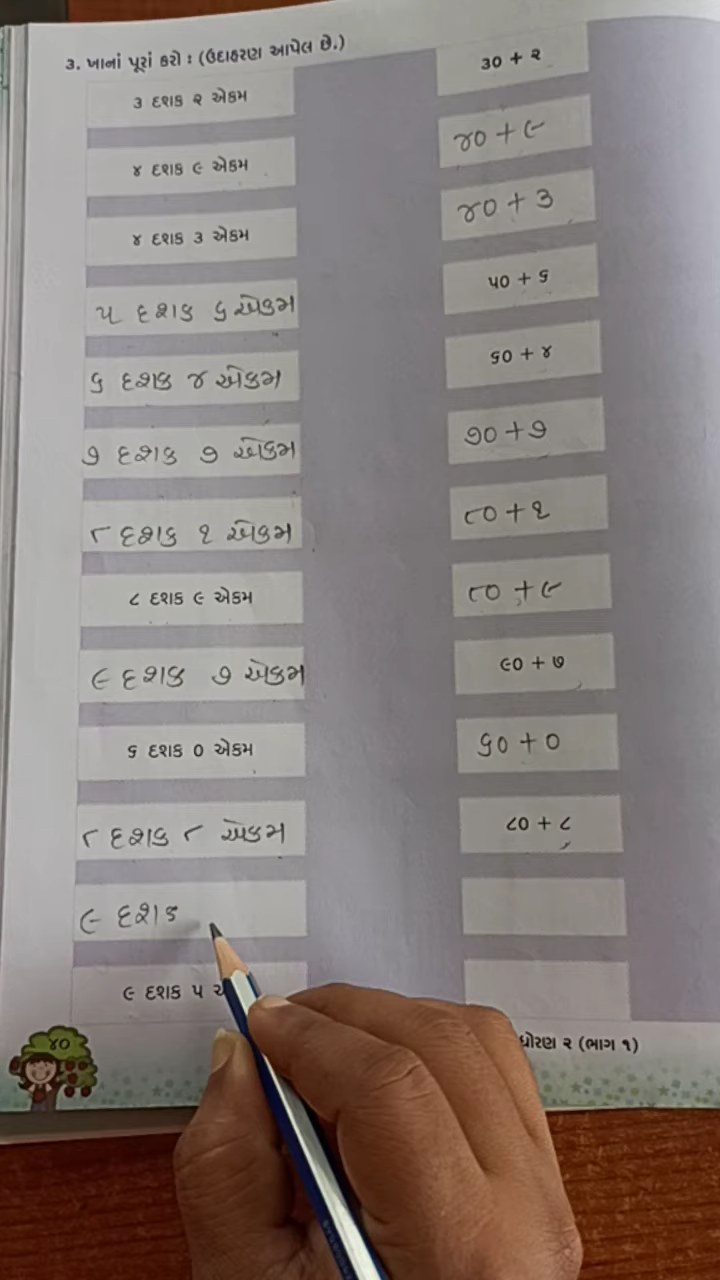 ૩. ખાનાં પૂરાં કરો : (ઉદાહરણ આપેલ છે.)
૩ દશક ૨ એકમ
૩૦ + ૨
૪ દશક ૯ એકમ
૪૦ + ૯
૪ દશક ૩ એકમ
૪૦ + ૩
૫ દશક ૬ એકમ
૫૦ + ૬
૬ દશક ૪ એકમ
૬૦ + ૪
૭ દશક ૭ એકમ
૭૦ + ૭
૮ દશક ૨ એકમ
૮૦ + ૨
૮ દશક ૯ એકમ
૮૦ + ૯
૯ દશક ૭ એકમ
૯૦ + ૭
૬ દશક ૦ એકમ
૬૦ + ૦
૮ દશક ૮ એકમ
૮૦ + ૮
૯ દશક
૯ દશક ૫
૪૦
ધોરણ ૨ (ભાગ ૧)